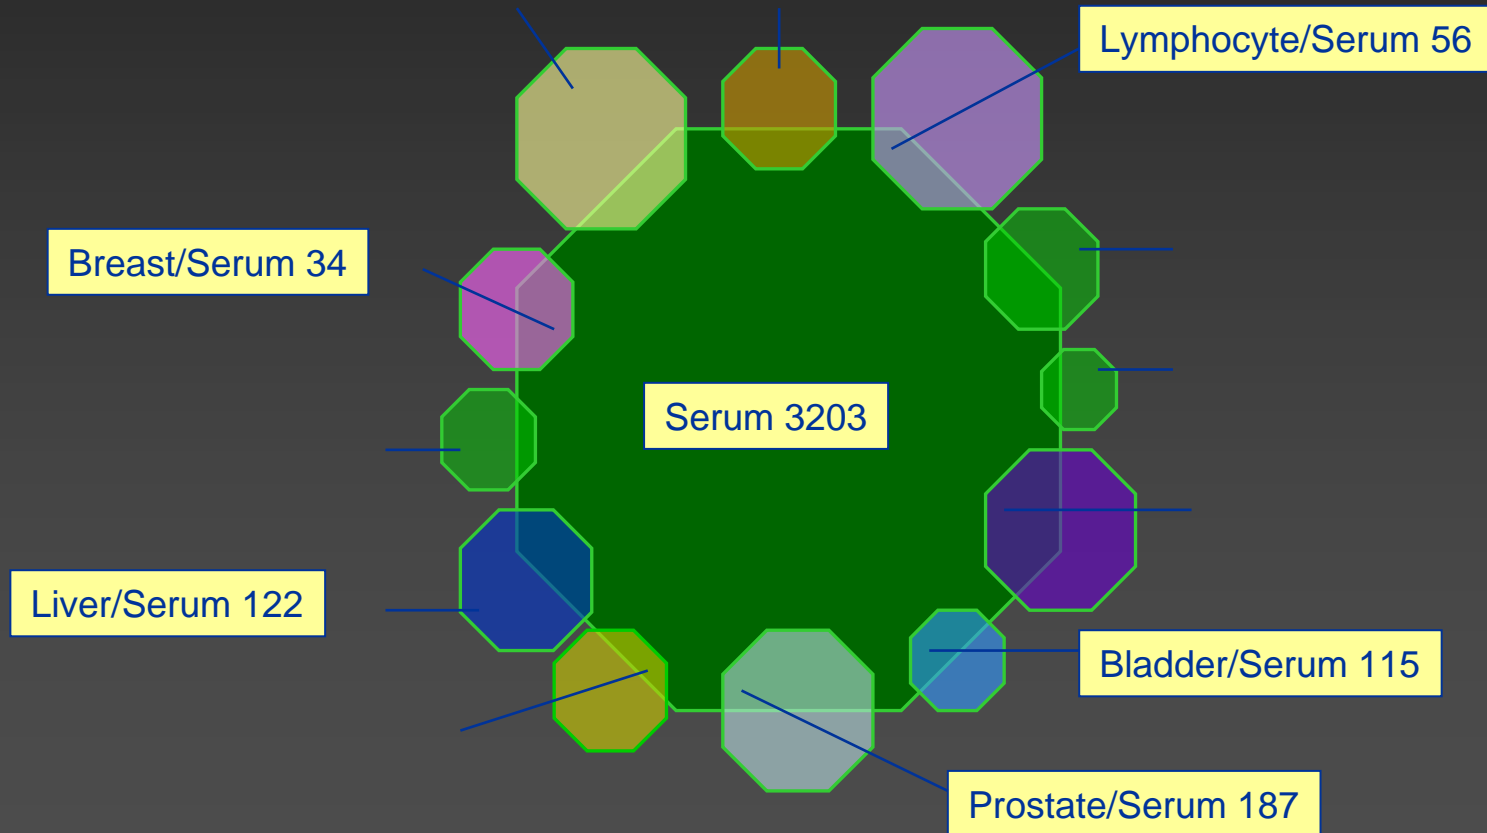 Lymphocyte/Serum 56
Breast/Serum 34
Serum 3203
Liver/Serum 122
Bladder/Serum 115
Prostate/Serum 187